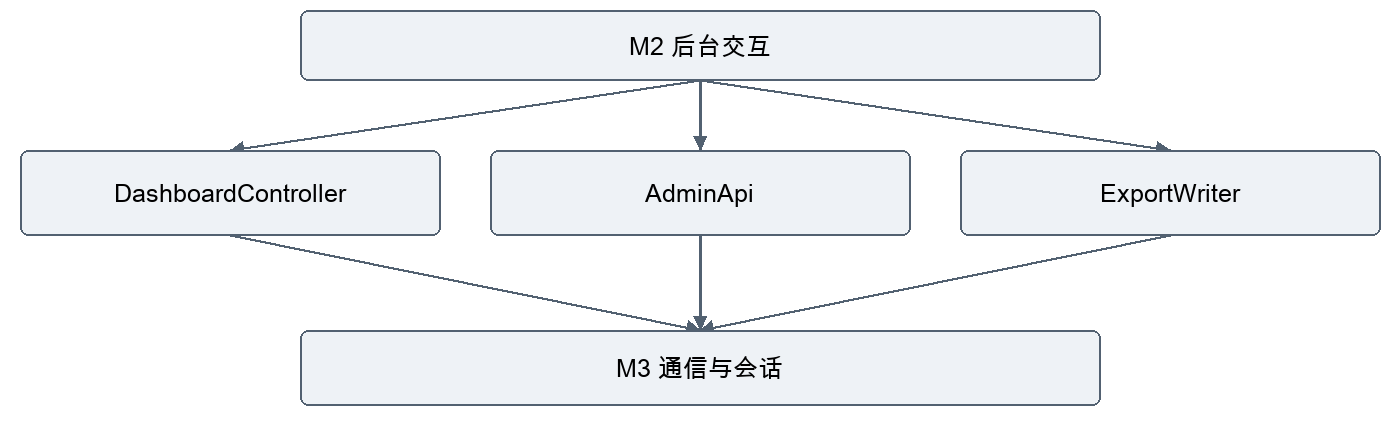 M2 后台交互
DashboardController
AdminApi
ExportWriter
M3 通信与会话